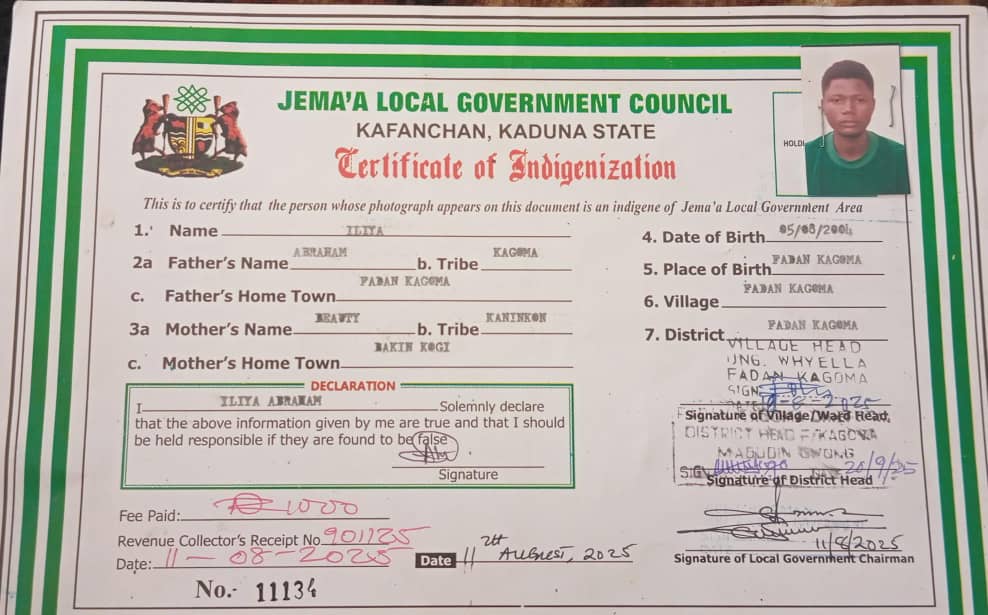 JEMA'A LOCAL GOVERNMENT COUNCIL
KAFANCHAN, KADUNA STATE
Certificate of Indigenization
HOLD
This is to certify that the person whose photograph appears on this document is an indigene of Jema'a Local Government Area
1. Name ILIYA
2a Father's Name ABRAHAM b. Tribe KAGOMA
c. Father's Home Town FADAN KAGOMA
3a Mother's Name BEAUTY b. Tribe KANINKON
c. Mother's Home Town BAKIN KOGI
4. Date of Birth 05/08/2004
5. Place of Birth FADAN KAGOMA
6. Village FADAN KAGOMA
7. District FADAN KAGOMA
DECLARATION
I ILIYA ABRAHAM Solemnly declare
that the above information given by me are true and that I should
be held responsible if they are found to be false
Signature
VILLAGE HEAD
UNG. WHYELLA
FADAN KAGOMA
SIGN
Signature of Village/Ward Head
DISTRICT HEAD F/KAGOMA
SIGN
Signature of District Head
11/8/2025
Signature of Local Government Chairman
Fee Paid: ₦ 1000
Revenue Collector's Receipt No 901125
Date: 11-08-2025
Date 11 August, 2025
No.- 11134